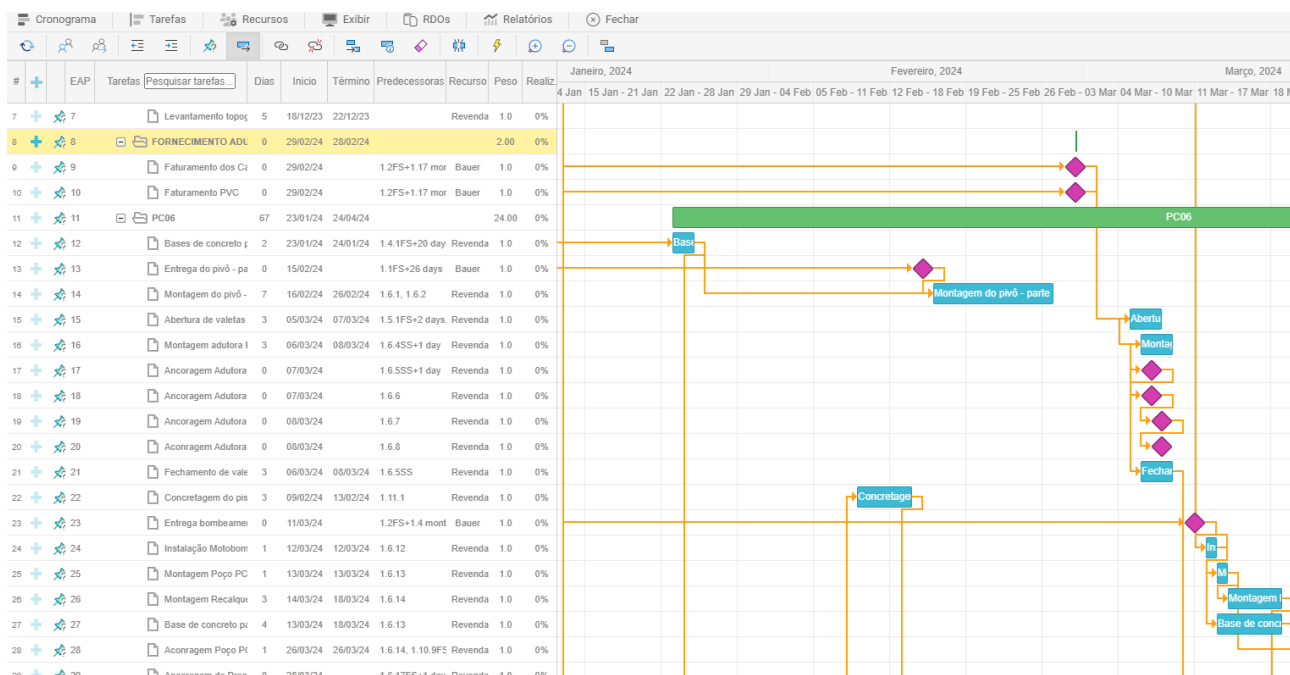 Cronograma Tarefas Recursos Exibir RDOs Relatórios Fechar
Janeiro, 2024 Fevereiro, 2024 Março, 2024
# EAP Tarefas Pesquisar tarefas... Dias Inicio Término Predecessoras Recurso Peso Realiz.
4 Jan 15 Jan - 21 Jan 22 Jan - 28 Jan 29 Jan - 04 Feb 05 Feb - 11 Feb 12 Feb - 18 Feb 19 Feb - 25 Feb 26 Feb - 03 Mar 04 Mar - 10 Mar 11 Mar - 17 Mar 18
7 7 Levantamento topog 5 18/12/23 22/12/23 Revenda 1.0 0%
8 8 FORNECIMENTO ADU 0 29/02/24 28/02/24 2.00 0%
9 9 Faturamento dos Ca 0 29/02/24 1.2FS+1.17 mor Bauer 1.0 0%
10 10 Faturamento PVC 0 29/02/24 1.2FS+1.17 mor Bauer 1.0 0%
11 11 PC06 67 23/01/24 24/04/24 24.00 0% PC06
12 12 Bases de concreto p 2 23/01/24 24/01/24 1.4.1FS+20 day Revenda 1.0 0% Base
13 13 Entrega do pivô - pa 0 15/02/24 1.1FS+26 days Bauer 1.0 0%
14 14 Montagem do pivô - 7 16/02/24 26/02/24 1.6.1, 1.6.2 Revenda 1.0 0% Montagem do pivô - parte
15 15 Abertura de valetas 3 05/03/24 07/03/24 1.5.1FS+2 days, Revenda 1.0 0% Abertu
16 16 Montagem adutora 3 06/03/24 08/03/24 1.6.4SS+1 day Revenda 1.0 0% Montag
17 17 Ancoragem Adutora 0 07/03/24 1.6.5SS+1 day Revenda 1.0 0%
18 18 Ancoragem Adutora 0 07/03/24 1.6.6 Revenda 1.0 0%
19 19 Ancoragem Adutora 0 08/03/24 1.6.7 Revenda 1.0 0%
20 20 Aconragem Adutora 0 08/03/24 1.6.8 Revenda 1.0 0%
21 21 Fechamento de vale 3 06/03/24 08/03/24 1.6.5SS Revenda 1.0 0% Fechar
22 22 Concretagem do pis 3 09/02/24 13/02/24 1.11.1 Revenda 1.0 0% Concretage
23 23 Entrega bombeamer 0 11/03/24 1.2FS+1.4 mont Bauer 1.0 0%
24 24 Instalação Motobom 1 12/03/24 12/03/24 1.6.12 Revenda 1.0 0% In
25 25 Montagem Poço PC 1 13/03/24 13/03/24 1.6.13 Revenda 1.0 0% M
26 26 Montagem Recalque 3 14/03/24 18/03/24 1.6.14 Revenda 1.0 0% Montagem
27 27 Base de concreto pa 4 13/03/24 18/03/24 1.6.13 Revenda 1.0 0% Base de conc
28 28 Aconragem Poço P 1 26/03/24 26/03/24 1.6.14, 1.10.9FS Revenda 1.0 0%